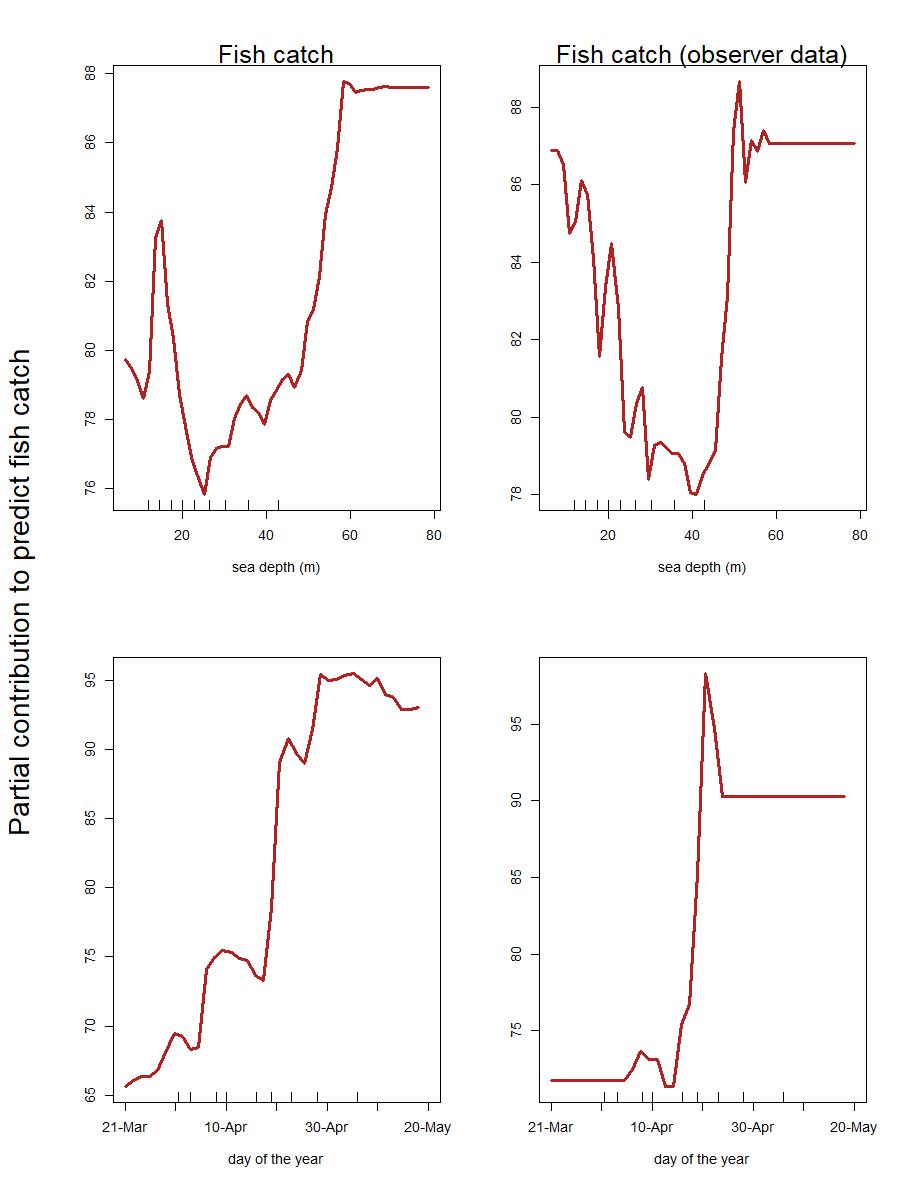 Fish catch
Fish catch (observer data)
Partial contribution to predict fish catch
88
86
84
82
80
78
76
20 40 60 80
sea depth (m)
88
86
84
82
80
78
20 40 60 80
sea depth (m)
95
90
85
80
75
70
65
21-Mar 10-Apr 30-Apr 20-May
day of the year
95
90
85
80
75
21-Mar 10-Apr 30-Apr 20-May
day of the year